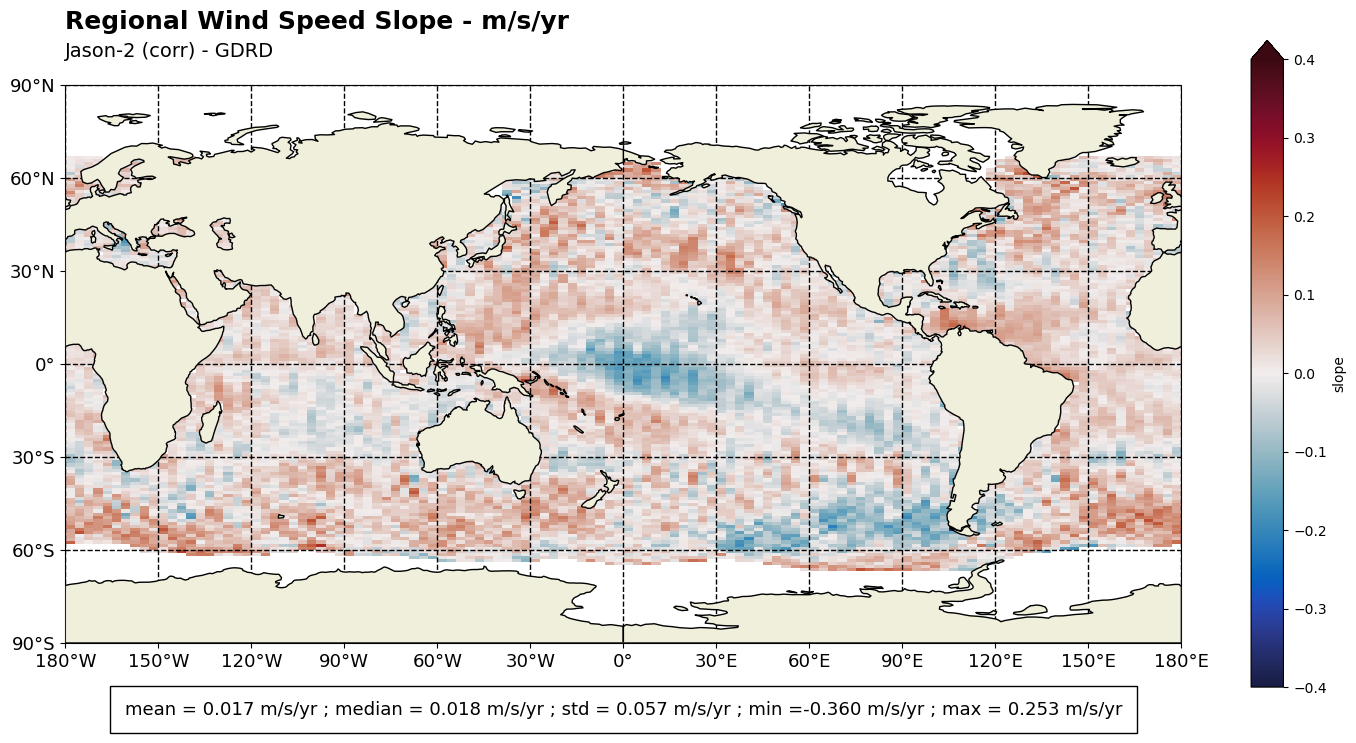 Regional Wind Speed Slope - m/s/yr
Jason-2 (corr) - GDRD
90°N
60°N
30°N
0°
30°S
60°S
90°S
180°W 150°W 120°W 90°W 60°W 30°W 0° 30°E 60°E 90°E 120°E 150°E 180°E
0.4
0.3
0.2
0.1
0.0
−0.1
−0.2
−0.3
−0.4
slope
mean = 0.017 m/s/yr ; median = 0.018 m/s/yr ; std = 0.057 m/s/yr ; min =-0.360 m/s/yr ; max = 0.253 m/s/yr